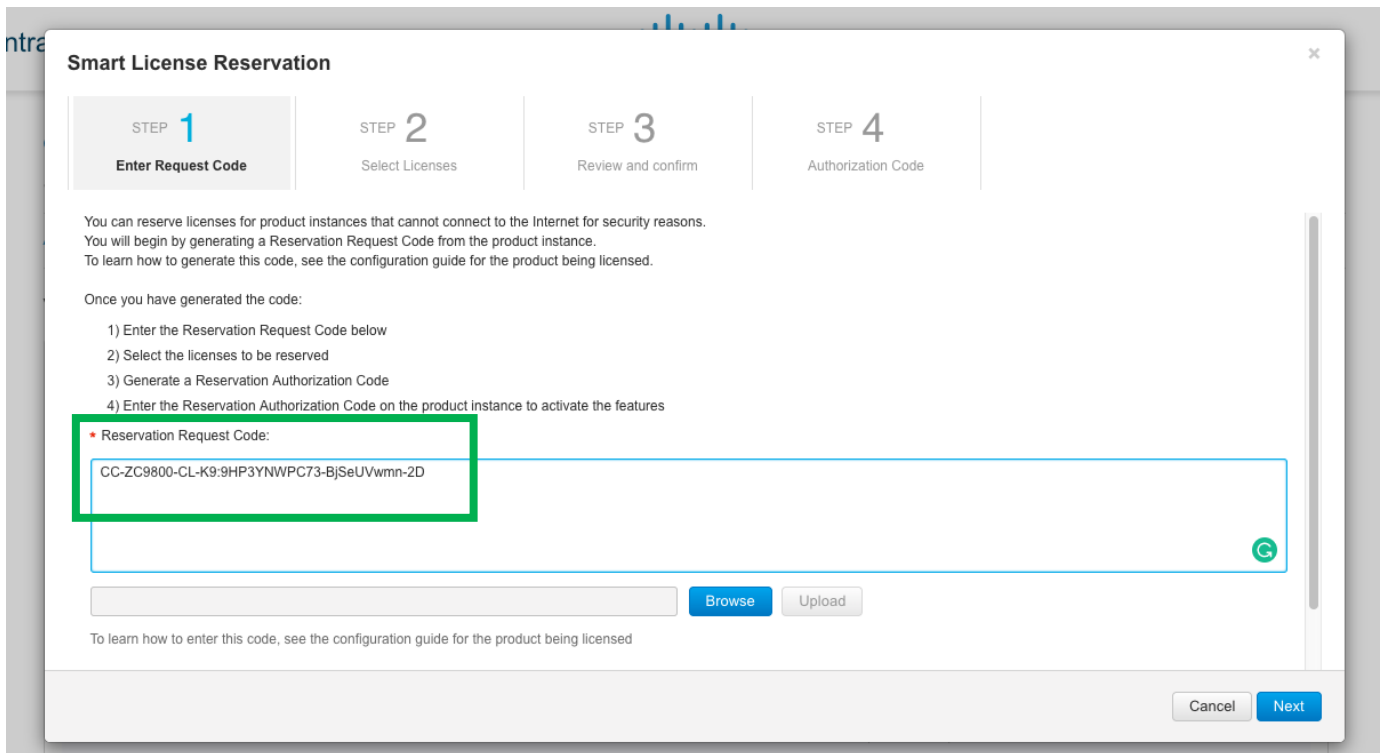 ntra
Smart License Reservation
×
STEP 1
STEP 2
STEP 3
STEP 4
Enter Request Code
Select Licenses
Review and confirm
Authorization Code
You can reserve licenses for product instances that cannot connect to the Internet for security reasons.
You will begin by generating a Reservation Request Code from the product instance.
To learn how to generate this code, see the configuration guide for the product being licensed.
Once you have generated the code:
1) Enter the Reservation Request Code below
2) Select the licenses to be reserved
3) Generate a Reservation Authorization Code
4) Enter the Reservation Authorization Code on the product instance to activate the features
* Reservation Request Code:
CC-ZC9800-CL-K9:9HP3YNWPC73-BjSeUVwmn-2D
Browse
Upload
To learn how to enter this code, see the configuration guide for the product being licensed
Cancel
Next